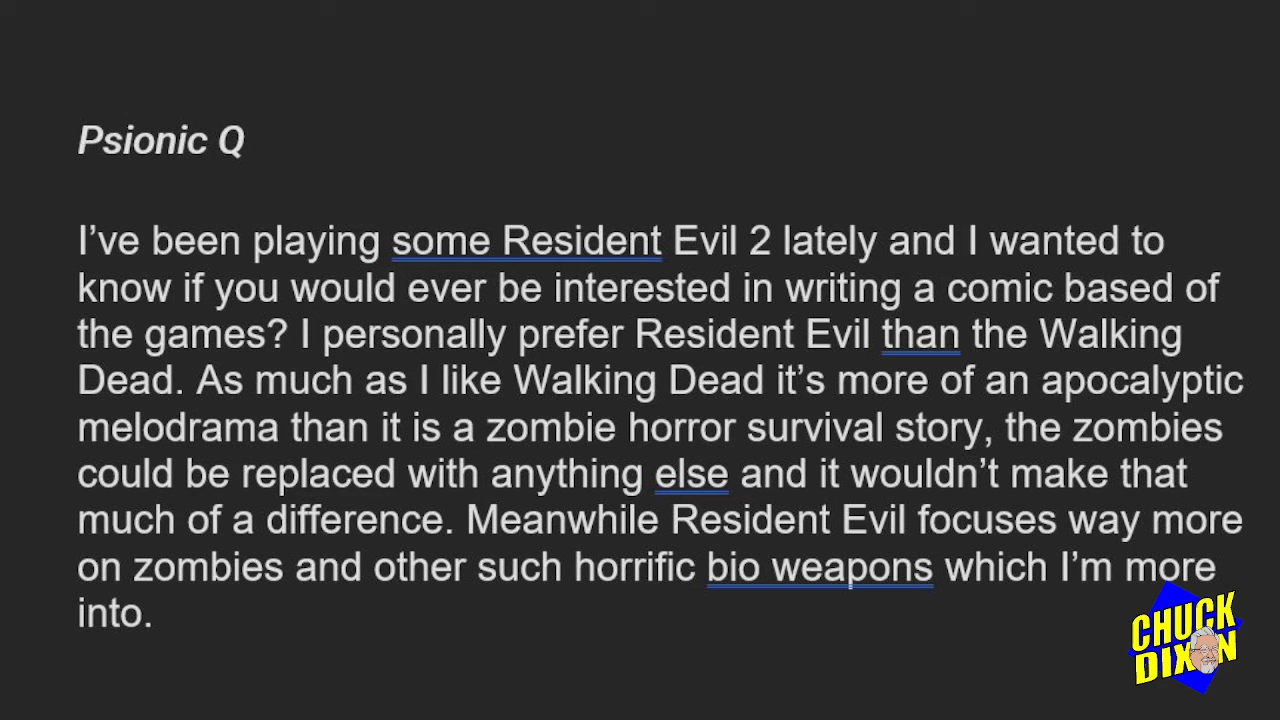 Psionic Q
I’ve been playing some Resident Evil 2 lately and I wanted to
know if you would ever be interested in writing a comic based of
the games? I personally prefer Resident Evil than the Walking
Dead. As much as I like Walking Dead it’s more of an apocalyptic
melodrama than it is a zombie horror survival story, the zombies
could be replaced with anything else and it wouldn’t make that
much of a difference. Meanwhile Resident Evil focuses way more
on zombies and other such horrific bio weapons which I’m more
into.
CHUCK
DIXON